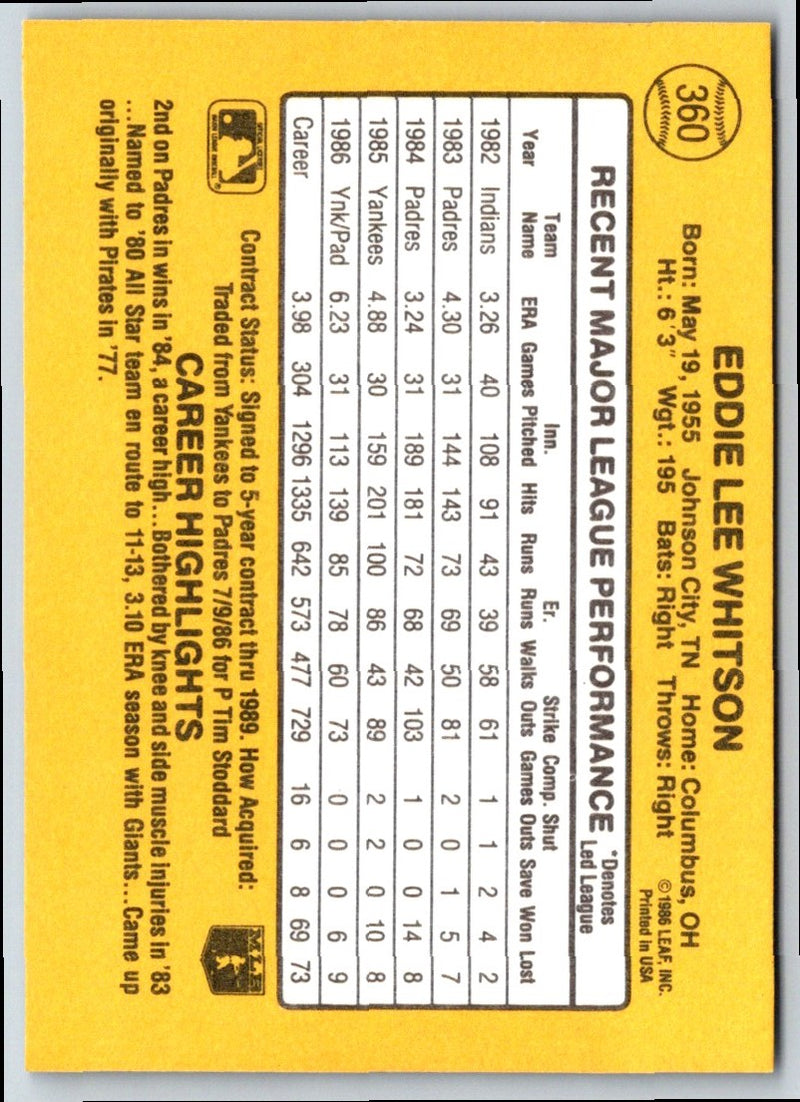 360
EDDIE LEE WHITSON
Born: May 19, 1955 Johnson City, TN Home: Columbus, OH
Ht.: 6'3" Wgt.: 195 Bats: Right Throws: Right
© 1986 LEAF, INC.
Printed in USA
RECENT MAJOR LEAGUE PERFORMANCE
*Denotes
Led League
Team Inn. Er. Strike Comp. Shut
Year Name ERA Games Pitched Hits Runs Runs Walks Outs Games Outs Save Won Lost
1982 Indians 3.26 40 108 91 43 39 58 61 1 1 2 4 2
1983 Padres 4.30 31 144 143 73 69 50 81 2 0 1 5 7
1984 Padres 3.24 31 189 181 72 68 42 103 1 0 0 14 8
1985 Yankees 4.88 30 159 201 100 86 43 89 2 2 0 10 8
1986 Ynk/Pad 6.23 31 113 139 85 78 60 73 0 0 0 6 9
Career 3.98 304 1296 1335 642 573 477 729 16 6 8 69 73
Contract Status: Signed to 5-year contract thru 1989. How Acquired:
Traded from Yankees to Padres 7/9/86 for P Tim Stoddard
MLB
CAREER HIGHLIGHTS
2nd on Padres in wins in '84, a career high...Bothered by knee and side muscle injuries in '83
...Named to '80 All Star team en route to 11-13, 3.10 ERA season with Giants...Came up
originally with Pirates in '77.